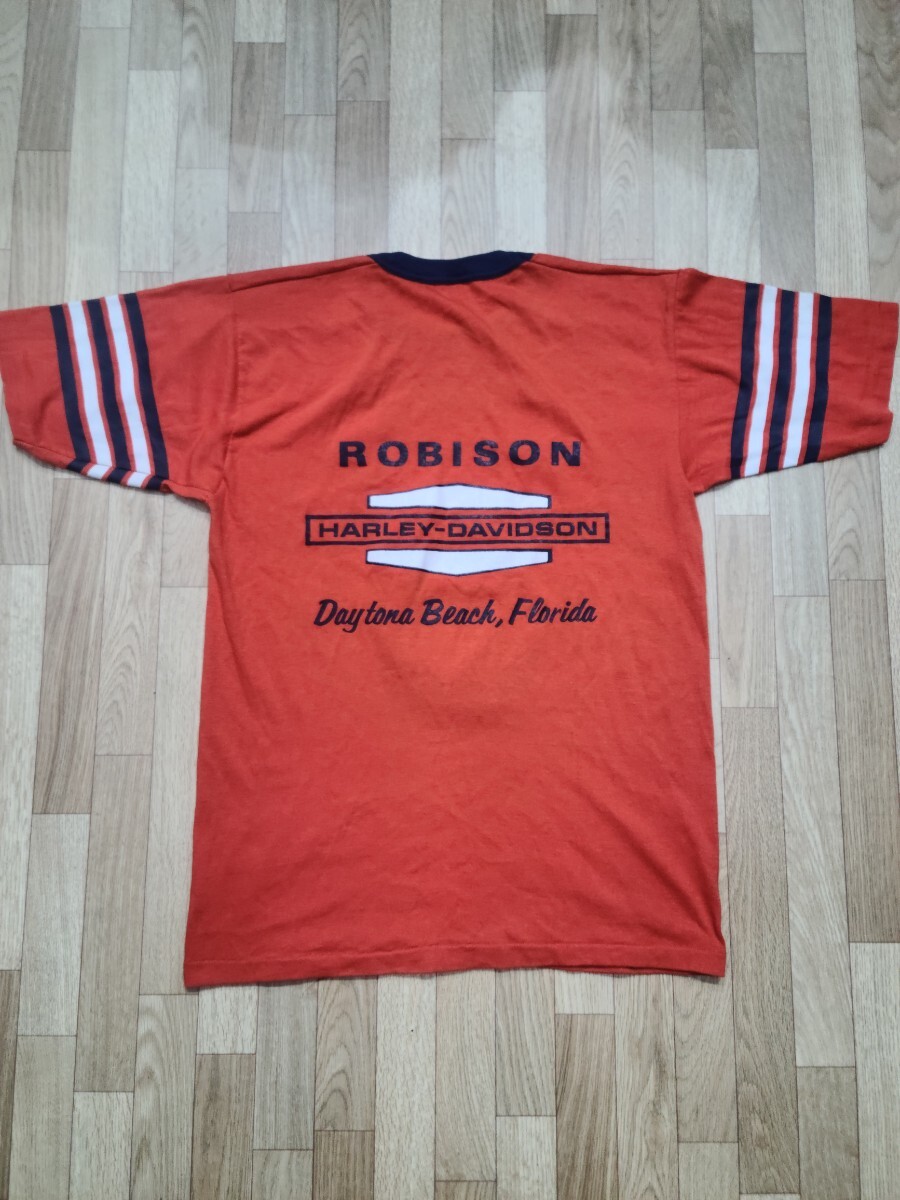 ROBISON
HARLEY-DAVIDSON
Daytona Beach, Florida